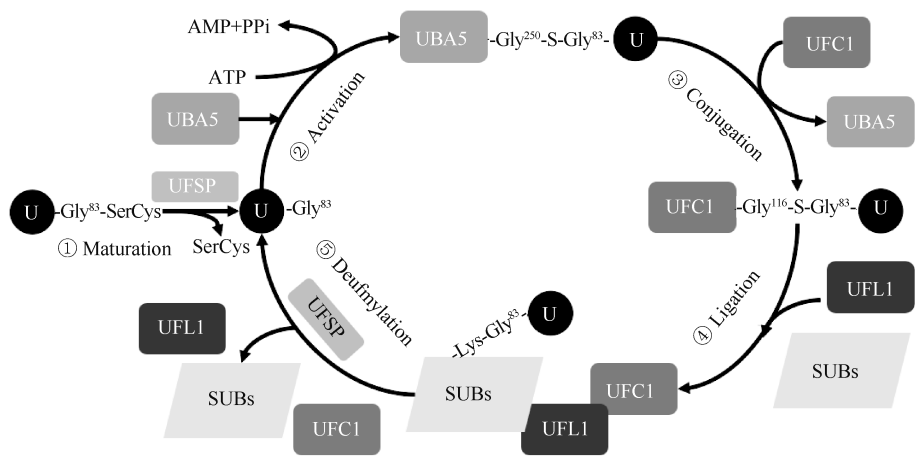 AMP+PPi
ATP
UBA5
UBA5 -Gly²⁵⁰-S-Gly⁸³- U
② Activation
③ Conjugation
UFC1
UBA5
U -Gly⁸³-SerCys
UFSP
① Maturation
SerCys
U -Gly⁸³
UFC1 -Gly¹¹⁶-S-Gly⁸³- U
④ Ligation
UFL1
SUBs
⑤ Deufmylation
UFSP
-Lys-Gly⁸³- U
SUBs
UFC1
UFL1
UFL1
SUBs
UFC1